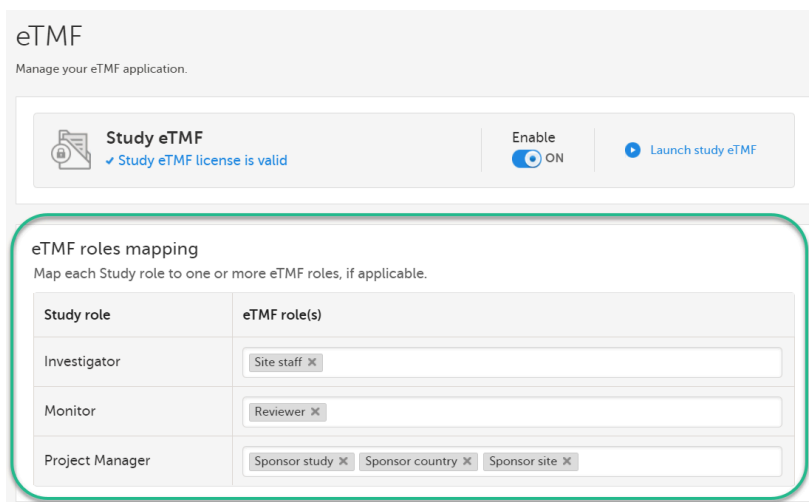 eTMF
Manage your eTMF application.
Study eTMF
✔ Study eTMF license is valid
Enable
ON
Launch study eTMF
eTMF roles mapping
Map each Study role to one or more eTMF roles, if applicable.
Study role eTMF role(s)
Investigator Site staff ✕
Monitor Reviewer ✕
Project Manager Sponsor study ✕ Sponsor country ✕ Sponsor site ✕